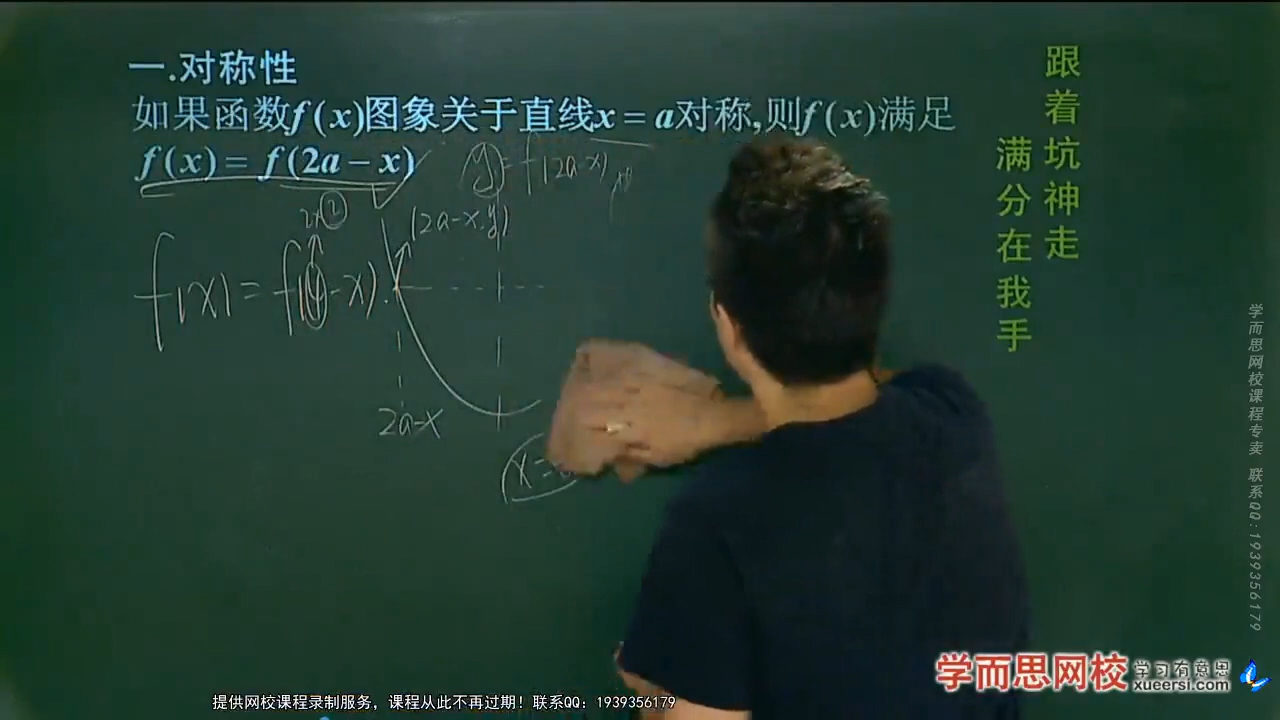 一.对称性
如果函数f(x)图象关于直线x=a对称,则f(x)满足
f(x)=f(2a-x)
y=f(2a-x)
2x②
(2a-x,y)
f(x)=f(4-x).
2a-x
x=
跟着坑神走
满分在我手
学而思网校课程专卖 联系QQ:1939356179
学而思网校 学习有意思
xueersi.com
提供网校课程录制服务，课程从此不再过期！联系QQ：1939356179